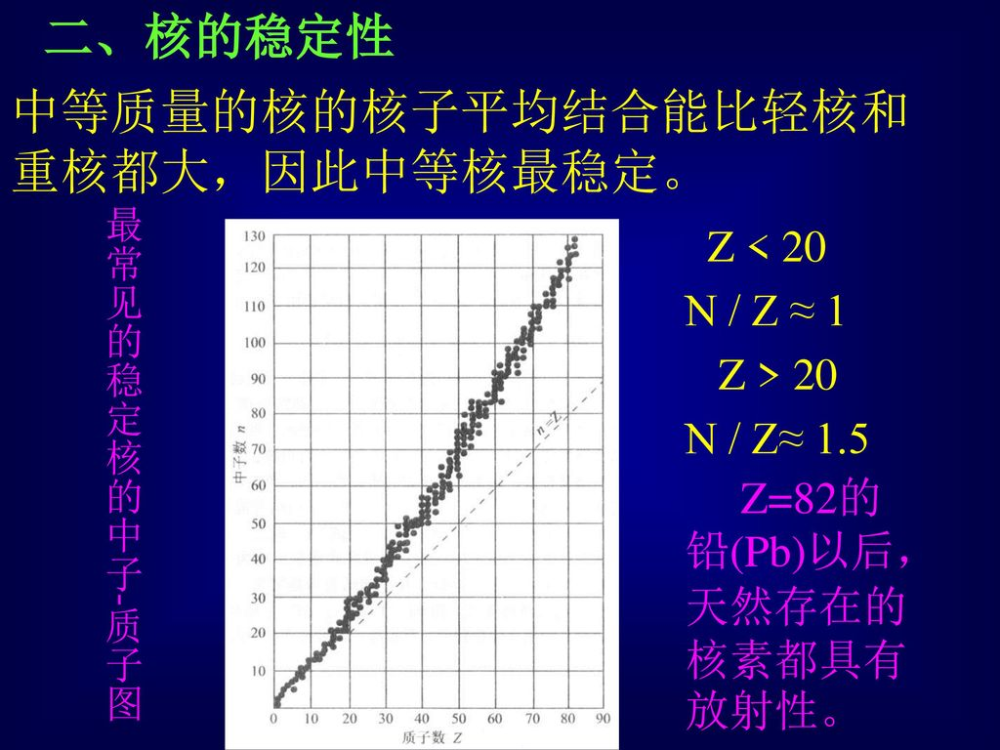 二、核的稳定性
中等质量的核的核子平均结合能比轻核和
重核都大，因此中等核最稳定。
最常见的稳定核的中子-质子图
130
120
110
100
90
80
70
60
50
40
30
20
10
中子数 n
n =Z
0 10 20 30 40 50 60 70 80 90
质子数 Z
Z < 20
N / Z ≈ 1
Z > 20
N / Z≈ 1.5
Z=82的
铅(Pb)以后，
天然存在的
核素都具有
放射性。